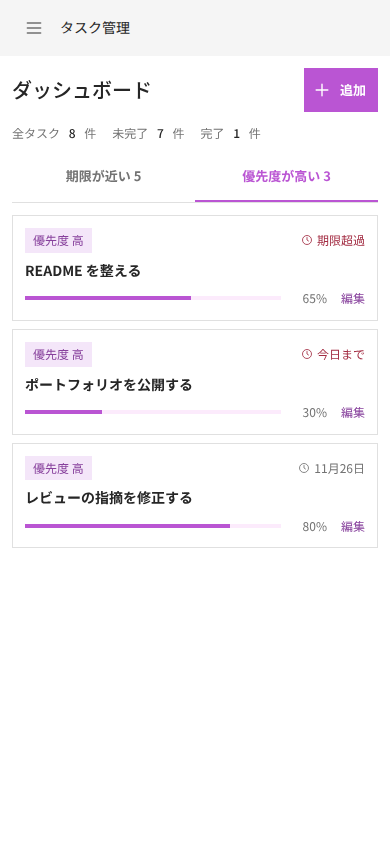 タスク管理
ダッシュボード
追加
全タスク 8 件 未完了 7 件 完了 1 件
期限が近い 5 優先度が高い 3
優先度 高 期限超過
README を整える
65% 編集
優先度 高 今日まで
ポートフォリオを公開する
30% 編集
優先度 高 11月26日
レビューの指摘を修正する
80% 編集